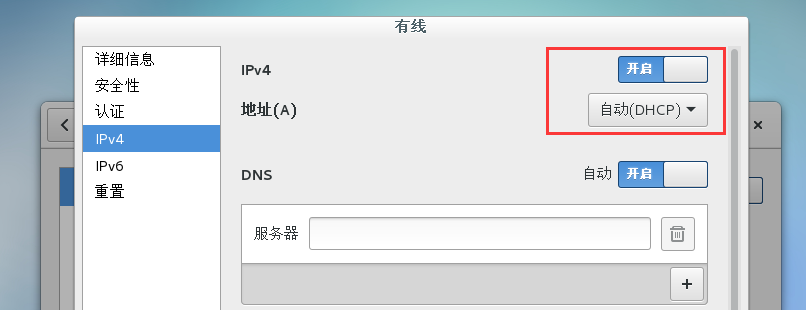 有线
详细信息
安全性
认证
IPv4
IPv6
重置
IPv4
开启
地址(A)
自动(DHCP)
DNS
自动
开启
服务器